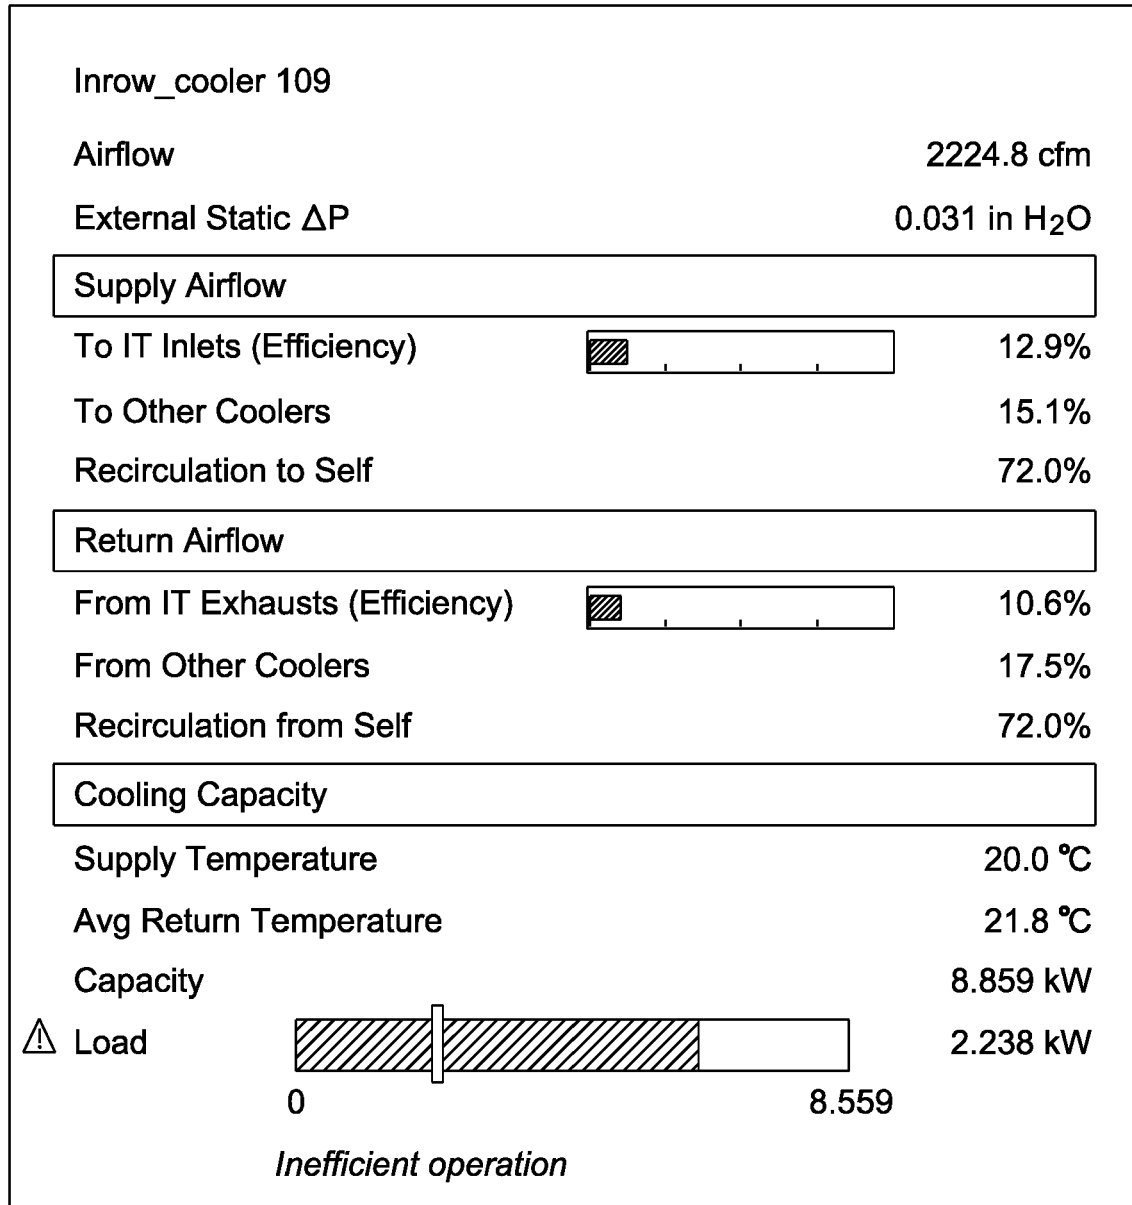 Inrow_cooler 109
Airflow 2224.8 cfm
External Static ΔP 0.031 in H₂O
Supply Airflow
To IT Inlets (Efficiency) 12.9%
To Other Coolers 15.1%
Recirculation to Self 72.0%
Return Airflow
From IT Exhausts (Efficiency) 10.6%
From Other Coolers 17.5%
Recirculation from Self 72.0%
Cooling Capacity
Supply Temperature 20.0 °C
Avg Return Temperature 21.8 °C
Capacity 8.859 kW
Load 2.238 kW
0 8.559
Inefficient operation